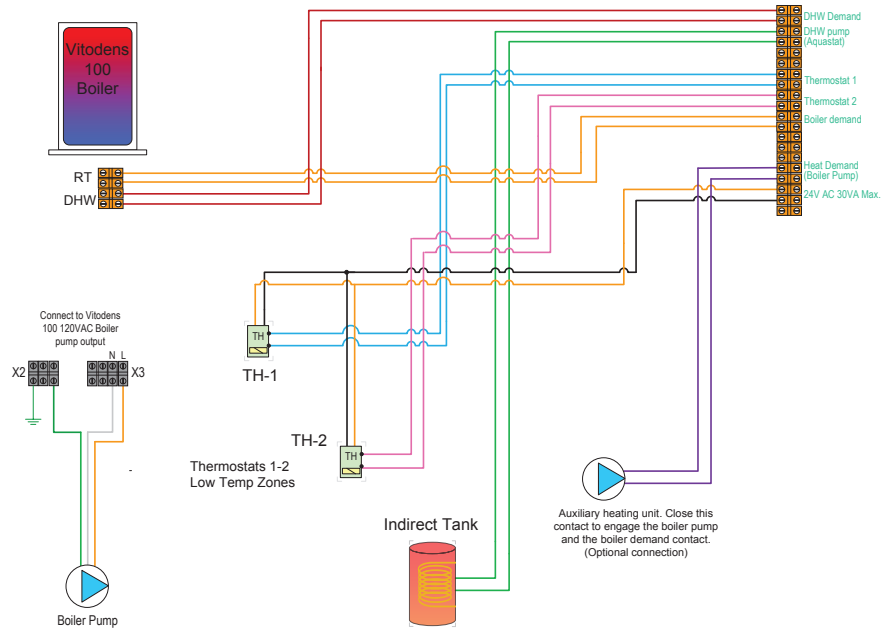 Vitodens
100
Boiler
RT
DHW
DHW Demand
DHW pump
(Aquastat)
Thermostat 1
Thermostat 2
Boiler demand
Heat Demand
(Boiler Pump)
24V AC 30VA Max.
Connect to Vitodens
100 120VAC Boiler
pump output
N L
X2
X3
TH
TH-1
TH-2
TH
Thermostats 1-2
Low Temp Zones
-
Indirect Tank
Auxiliary heating unit. Close this
contact to engage the boiler pump
and the boiler demand contact.
(Optional connection)
Boiler Pump